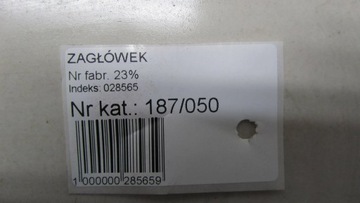 ZAGŁÓWEK
Nr fabr. 23%
Indeks: 028565
Nr kat.: 187/050
1 000000 285659